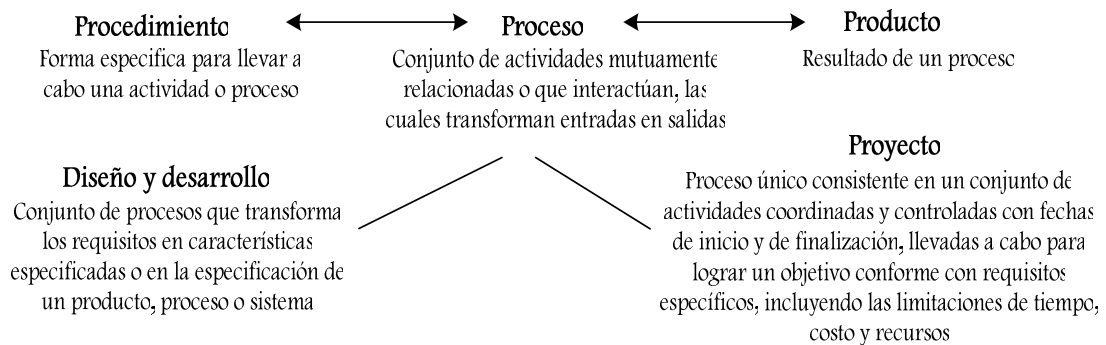 Procedimiento
Forma especifica para llevar a
cabo una actividad o proceso
Proceso
Conjunto de actividades mutuamente
relacionadas o que interactúan, las
cuales transforman entradas en salidas
Producto
Resultado de un proceso
Diseño y desarrollo
Conjunto de procesos que transforma
los requisitos en características
especificadas o en la especificación de
un producto, proceso o sistema
Proyecto
Proceso único consistente en un conjunto de
actividades coordinadas y controladas con fechas
de inicio y de finalización, llevadas a cabo para
lograr un objetivo conforme con requisitos
específicos, incluyendo las limitaciones de tiempo,
costo y recursos